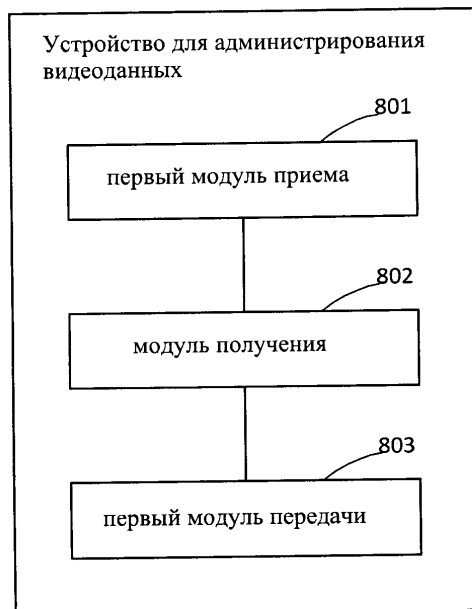 Устройство для администрирования
видеоданных
801
первый модуль приема
802
модуль получения
803
первый модуль передачи